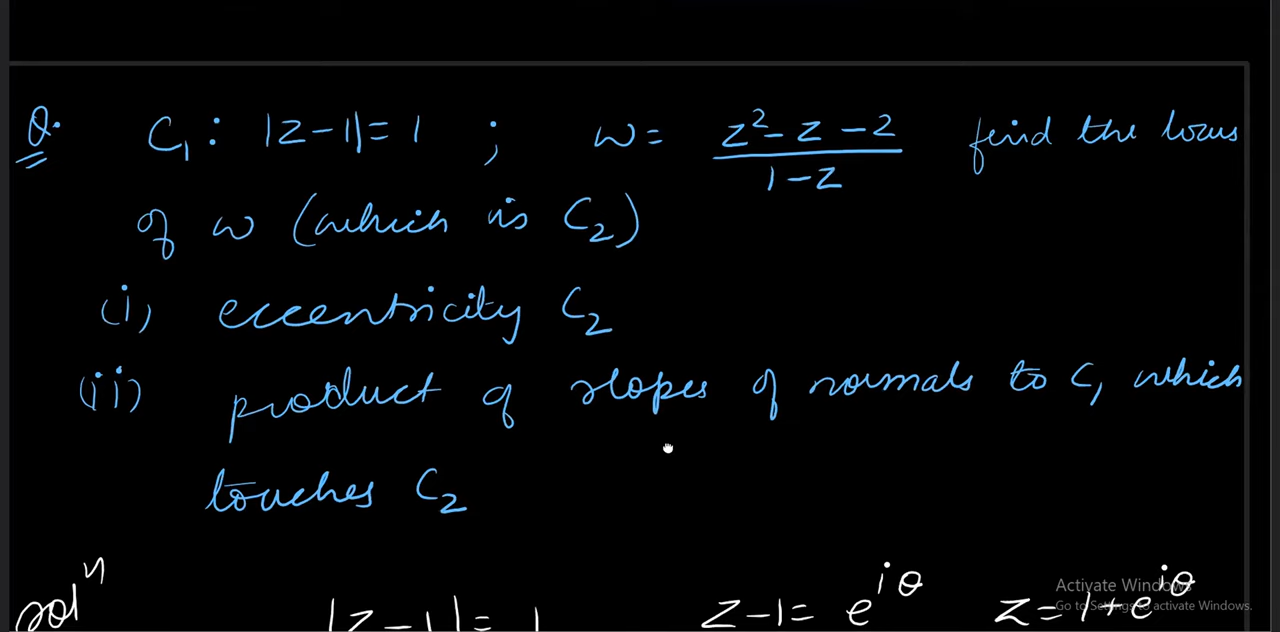 Q. C₁ : |z-1| = 1 ; w = (z² - z - 2)/(1 - z) find the locus
of w (which is C₂)
(i) eccentricity C₂
(ii) product of slopes of normals to C₁ which
touches C₂
solⁿ |z-1| = 1 z-1 = e^{iθ} z = 1 + e^{iθ}
Activate Windows
Go to Settings to activate Windows.